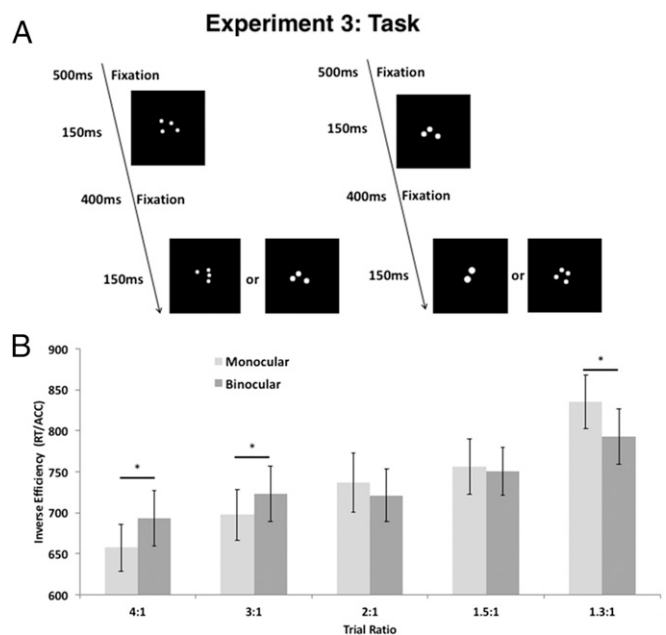 A
Experiment 3: Task
500ms Fixation
150ms
400ms Fixation
150ms or
500ms Fixation
150ms
400ms Fixation
150ms or
B
Inverse Efficiency (RT/ACC)
900
850
800
750
700
650
600
Monocular
Binocular
*
*
*
4:1 3:1 2:1 1.5:1 1.3:1
Trial Ratio